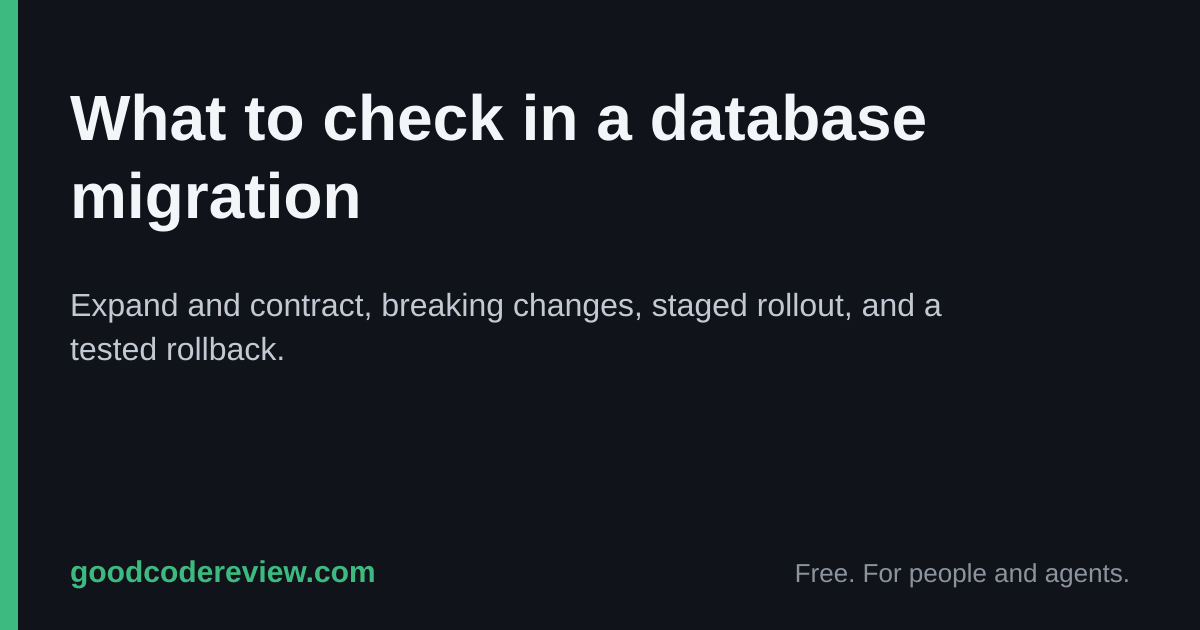 What to check in a database
migration
Expand and contract, breaking changes, staged rollout, and a
tested rollback.
goodcodereview.com
Free. For people and agents.